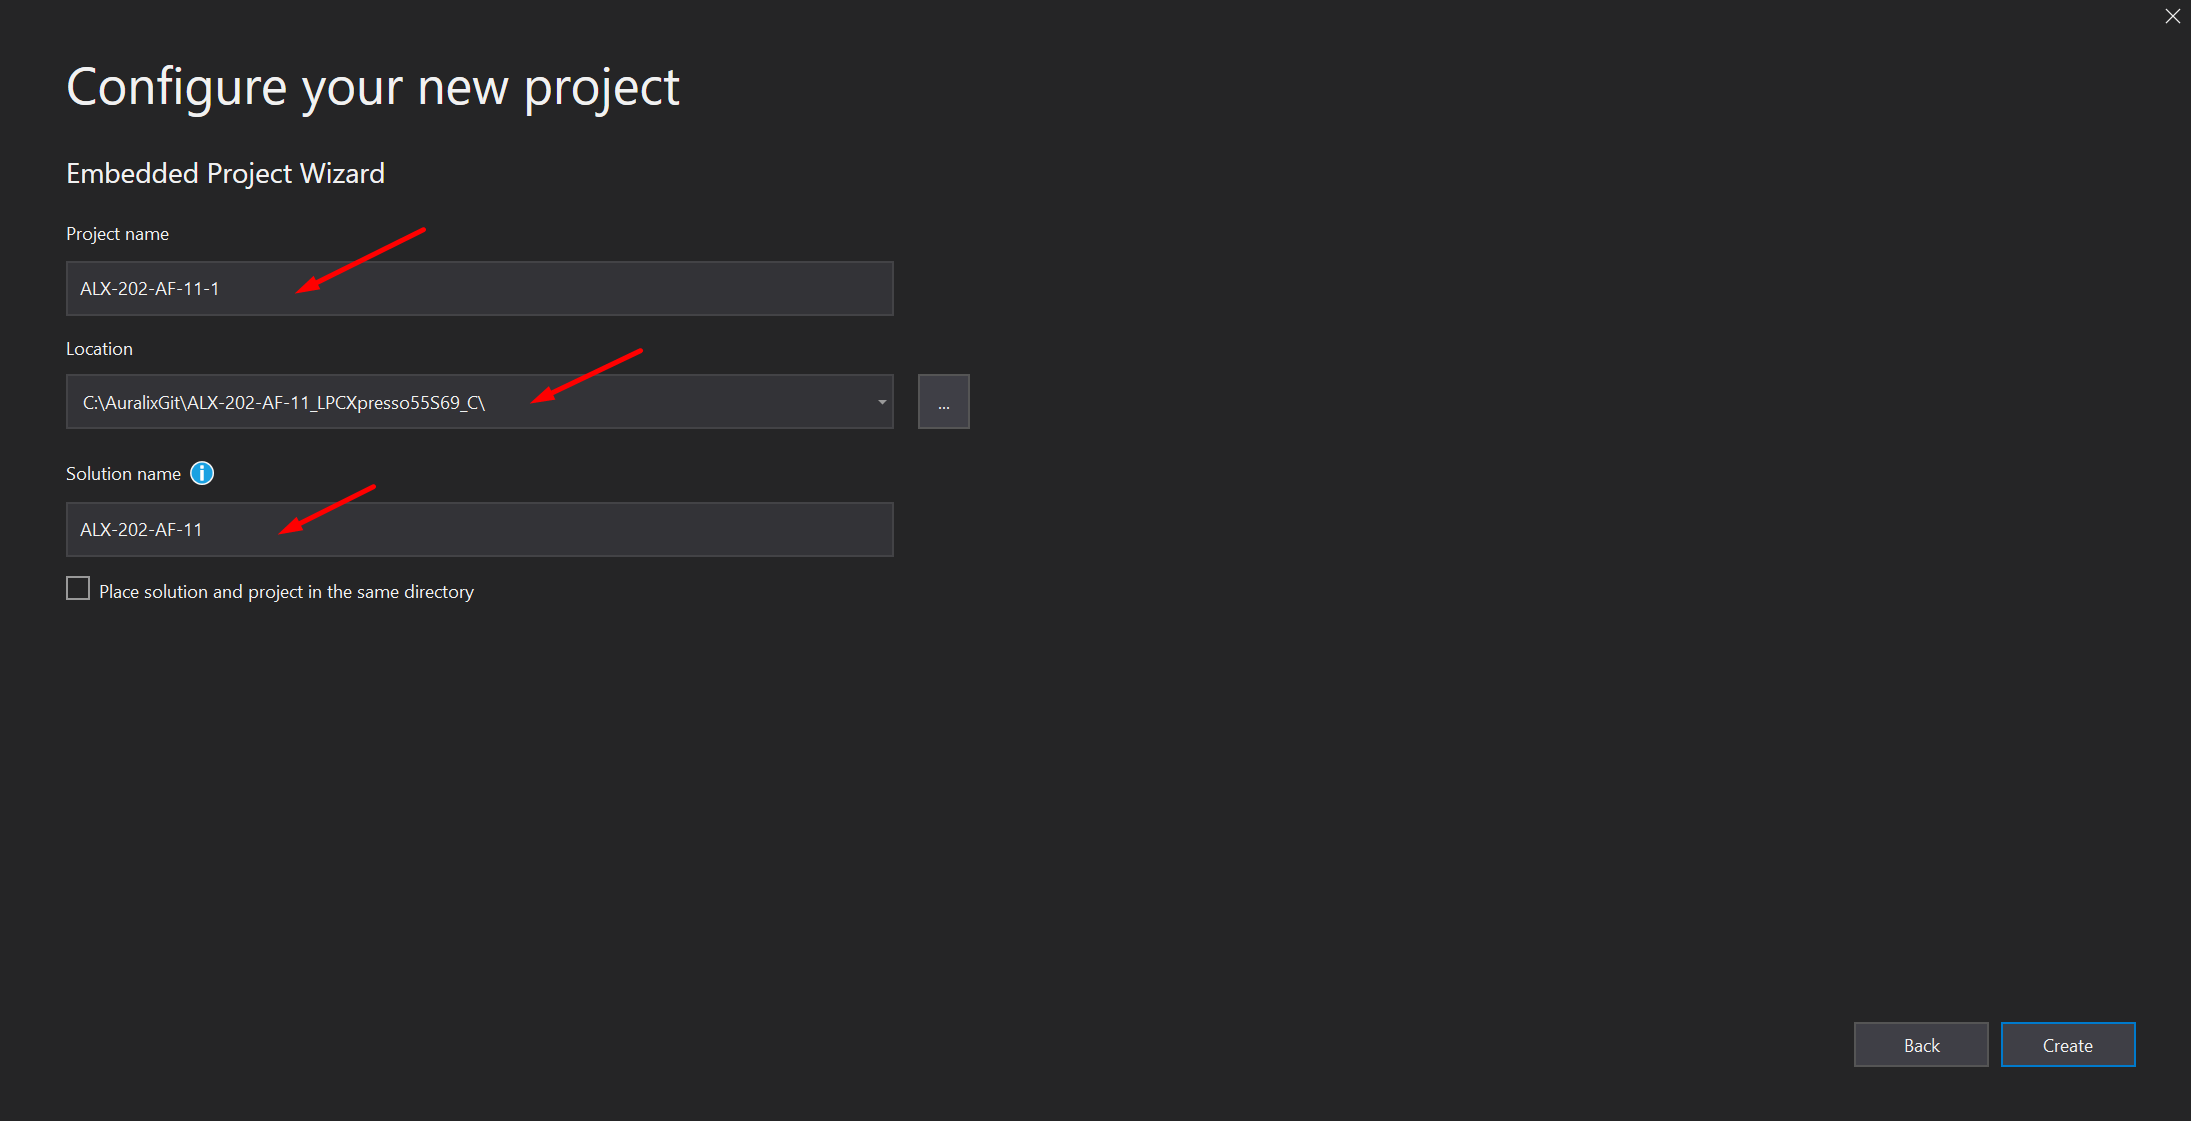 Configure your new project
Embedded Project Wizard
Project name
ALX-202-AF-11-1
Location
C:\AuralixGit\ALX-202-AF-11_LPCXpresso55S69_C\
...
Solution name
ALX-202-AF-11
Place solution and project in the same directory
Back
Create